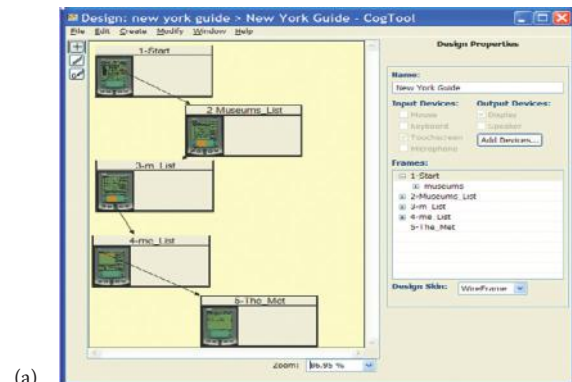 Design: new york guide > New York Guide - CogTool
File Edit Create Modify Window Help
1-Start
2 Museums_List
3-m_List
4-me_List
5-The_Met
Zoom: 86.95 %
Design Properties
Name:
New York Guide
Input Devices:
Mouse
Keyboard
Touchscreen
Microphone
Output Devices:
Display
Speaker
Add Devices...
Frames:
1-Start
museums
2-Museums_List
3-m_List
4-me_List
5-The_Met
Design Skin: WireFrame
(a)